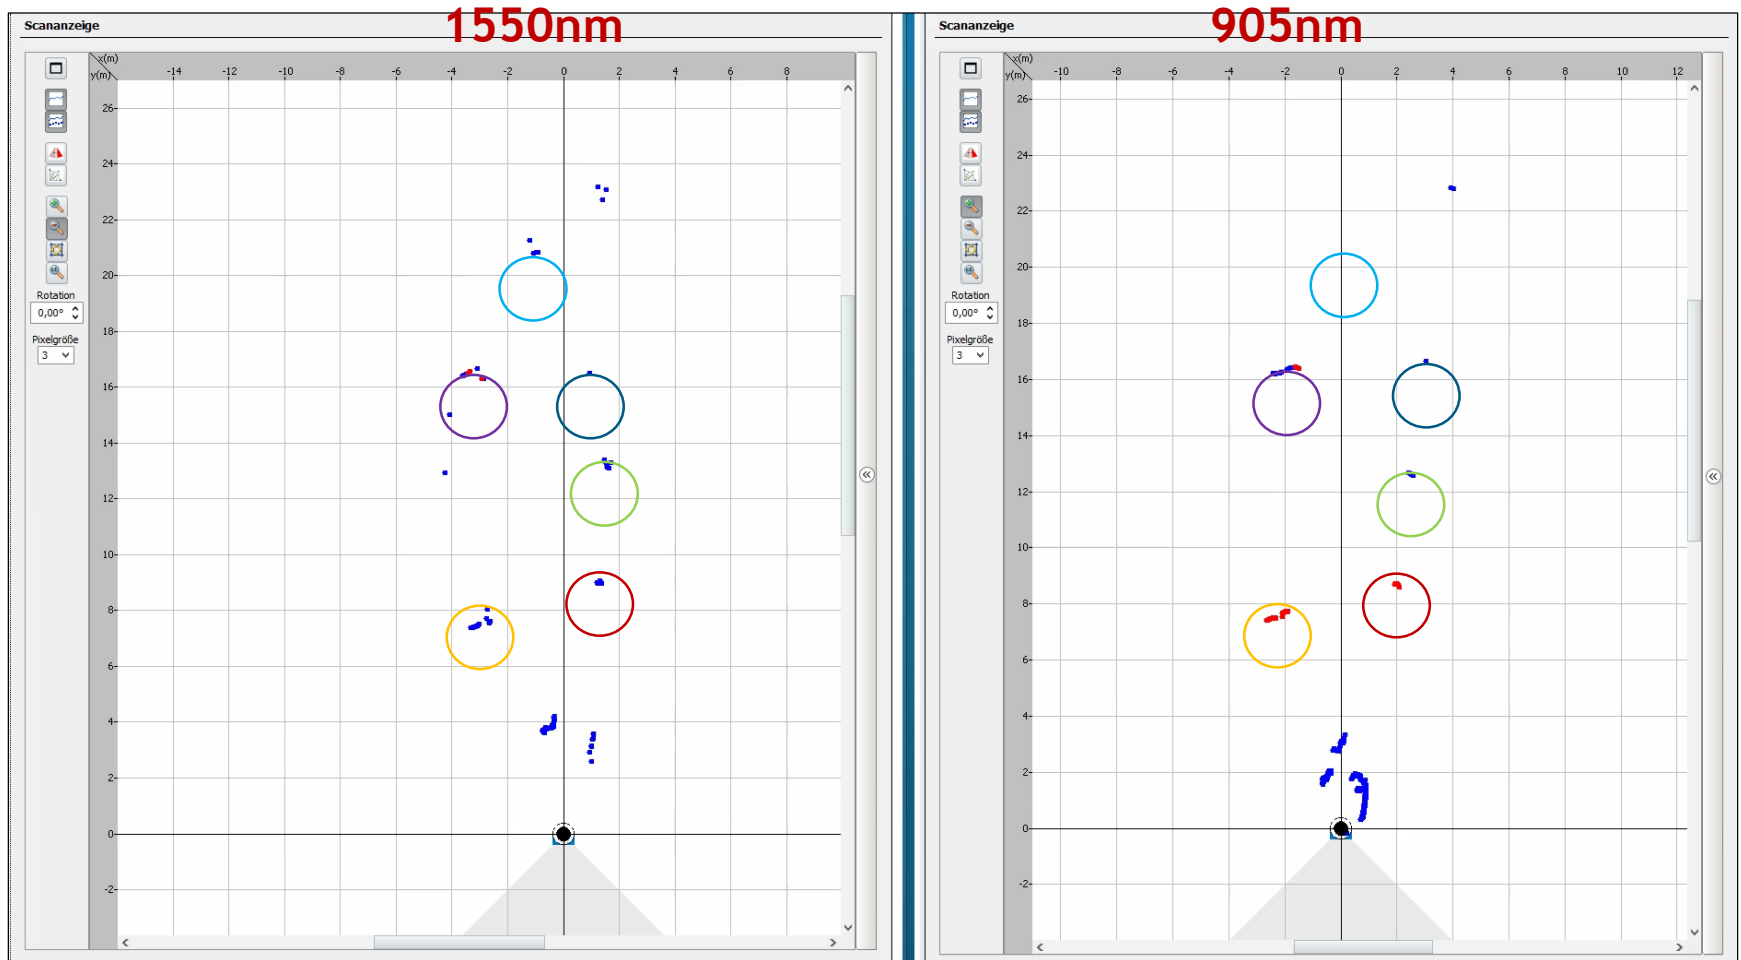 1550nm
905nm
Scananzeige
x(m)
y(m)
-14 -12 -10 -8 -6 -4 -2 0 2 4 6 8
26
24
22
20
18
16
14
12
10
8
6
4
2
0
-2
Rotation
0,00°
Pixelgröße
3
Scananzeige
x(m)
y(m)
-10 -8 -6 -4 -2 0 2 4 6 8 10 12
26
24
22
20
18
16
14
12
10
8
6
4
2
0
-2
Rotation
0,00°
Pixelgröße
3